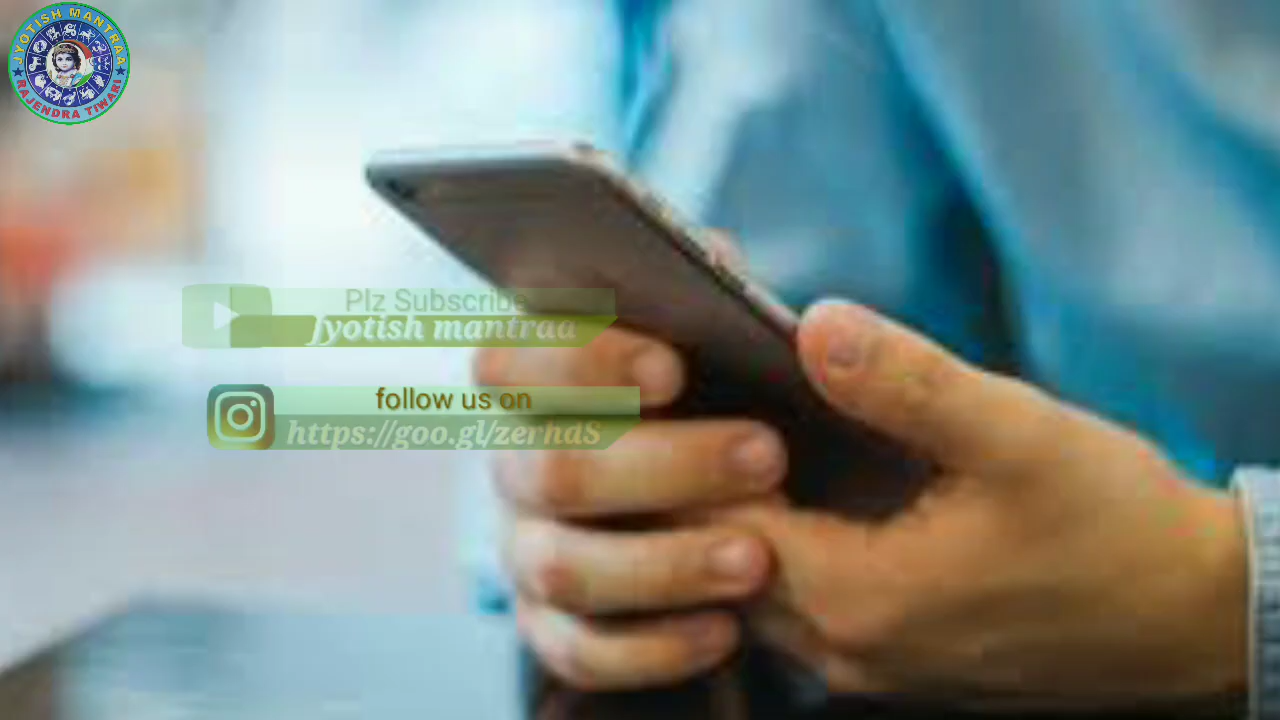 JYOTISH MANTRAA
RAJENDRA TIWARI
Plz Subscribe
Jyotish mantraa
follow us on
https://goo.gl/zerhdS